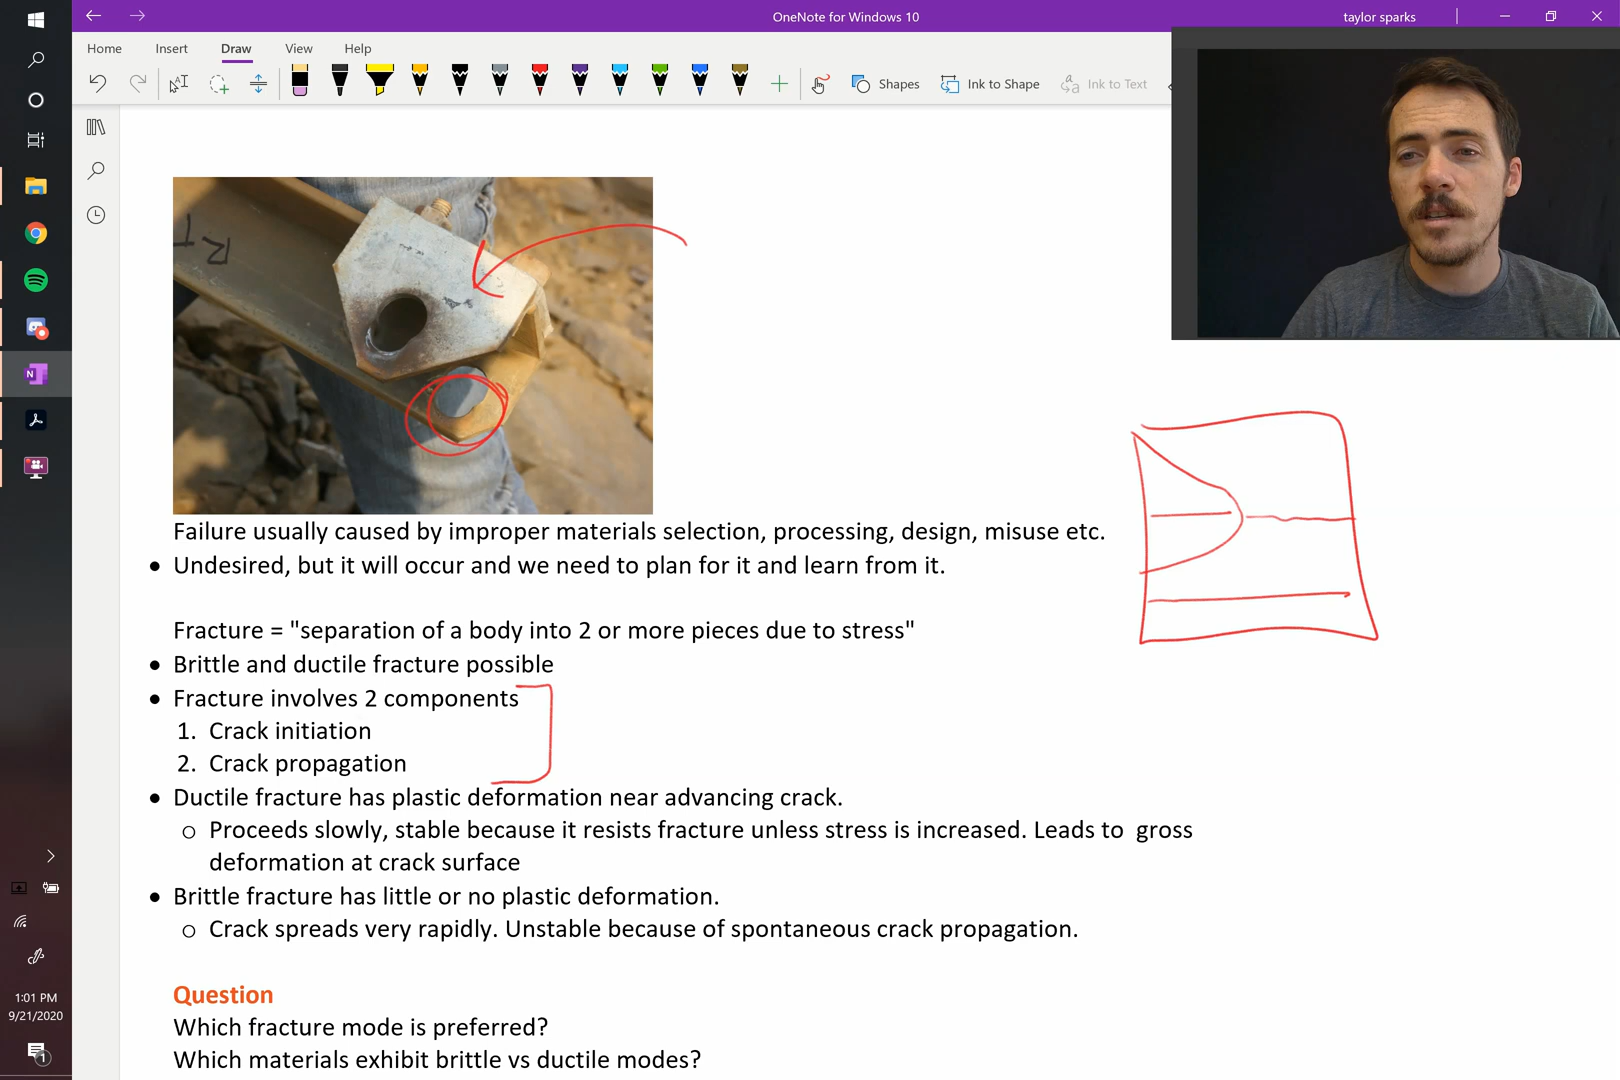 OneNote for Windows 10
taylor sparks
Home Insert Draw View Help
Shapes Ink to Shape Ink to Text
RT
Failure usually caused by improper materials selection, processing, design, misuse etc.
• Undesired, but it will occur and we need to plan for it and learn from it.
Fracture = "separation of a body into 2 or more pieces due to stress"
• Brittle and ductile fracture possible
• Fracture involves 2 components
1. Crack initiation
2. Crack propagation
• Ductile fracture has plastic deformation near advancing crack.
o Proceeds slowly, stable because it resists fracture unless stress is increased. Leads to gross
deformation at crack surface
• Brittle fracture has little or no plastic deformation.
o Crack spreads very rapidly. Unstable because of spontaneous crack propagation.
Question
Which fracture mode is preferred?
Which materials exhibit brittle vs ductile modes?
1:01 PM
9/21/2020
1